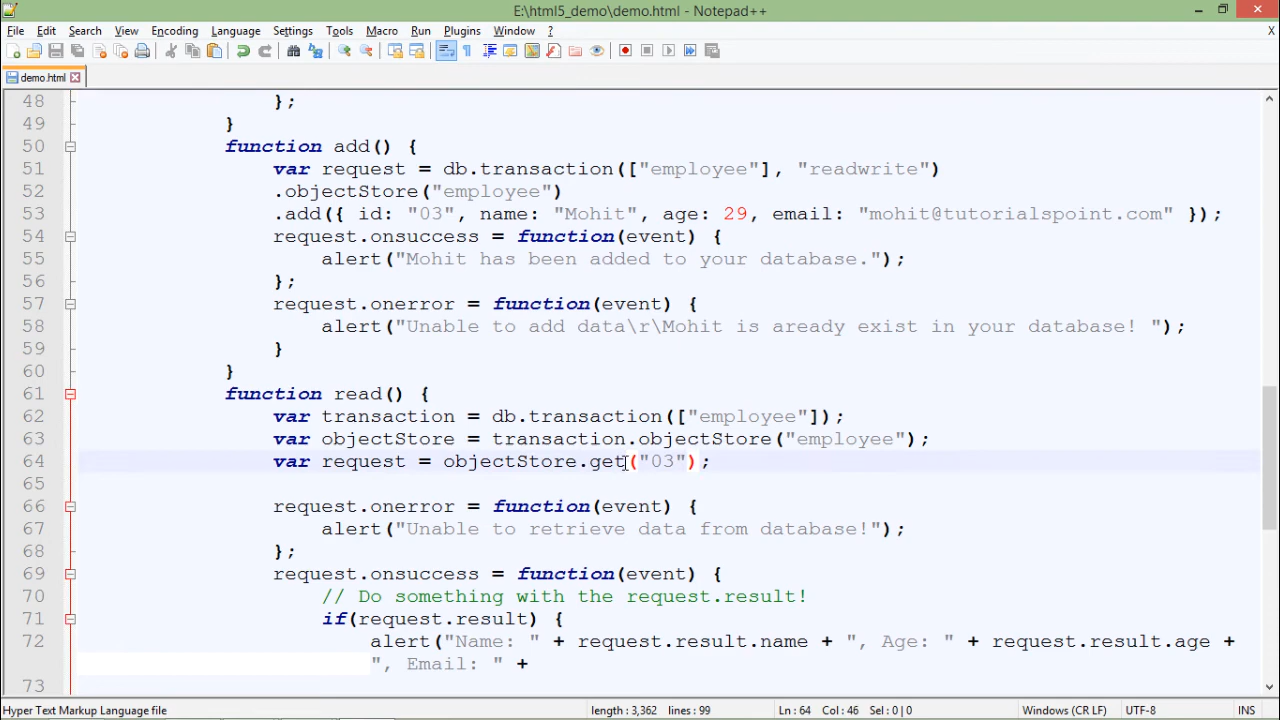 E:\html5_demo\demo.html - Notepad++
File Edit Search View Encoding Language Settings Tools Macro Run Plugins Window ? X
demo.html
48 };
49 }
50 function add() {
51 var request = db.transaction(["employee"], "readwrite")
52 .objectStore("employee")
53 .add({ id: "03", name: "Mohit", age: 29, email: "mohit@tutorialspoint.com" });
54 request.onsuccess = function(event) {
55 alert("Mohit has been added to your database.");
56 };
57 request.onerror = function(event) {
58 alert("Unable to add data\r\Mohit is aready exist in your database! ");
59 }
60 }
61 function read() {
62 var transaction = db.transaction(["employee"]);
63 var objectStore = transaction.objectStore("employee");
64 var request = objectStore.get("03");
65
66 request.onerror = function(event) {
67 alert("Unable to retrieve data from database!");
68 };
69 request.onsuccess = function(event) {
70 // Do something with the request.result!
71 if(request.result) {
72 alert("Name: " + request.result.name + ", Age: " + request.result.age +
", Email: " +
73
Hyper Text Markup Language file length : 3,362 lines : 99 Ln : 64 Col : 46 Sel : 0 | 0 Windows (CR LF) UTF-8 INS